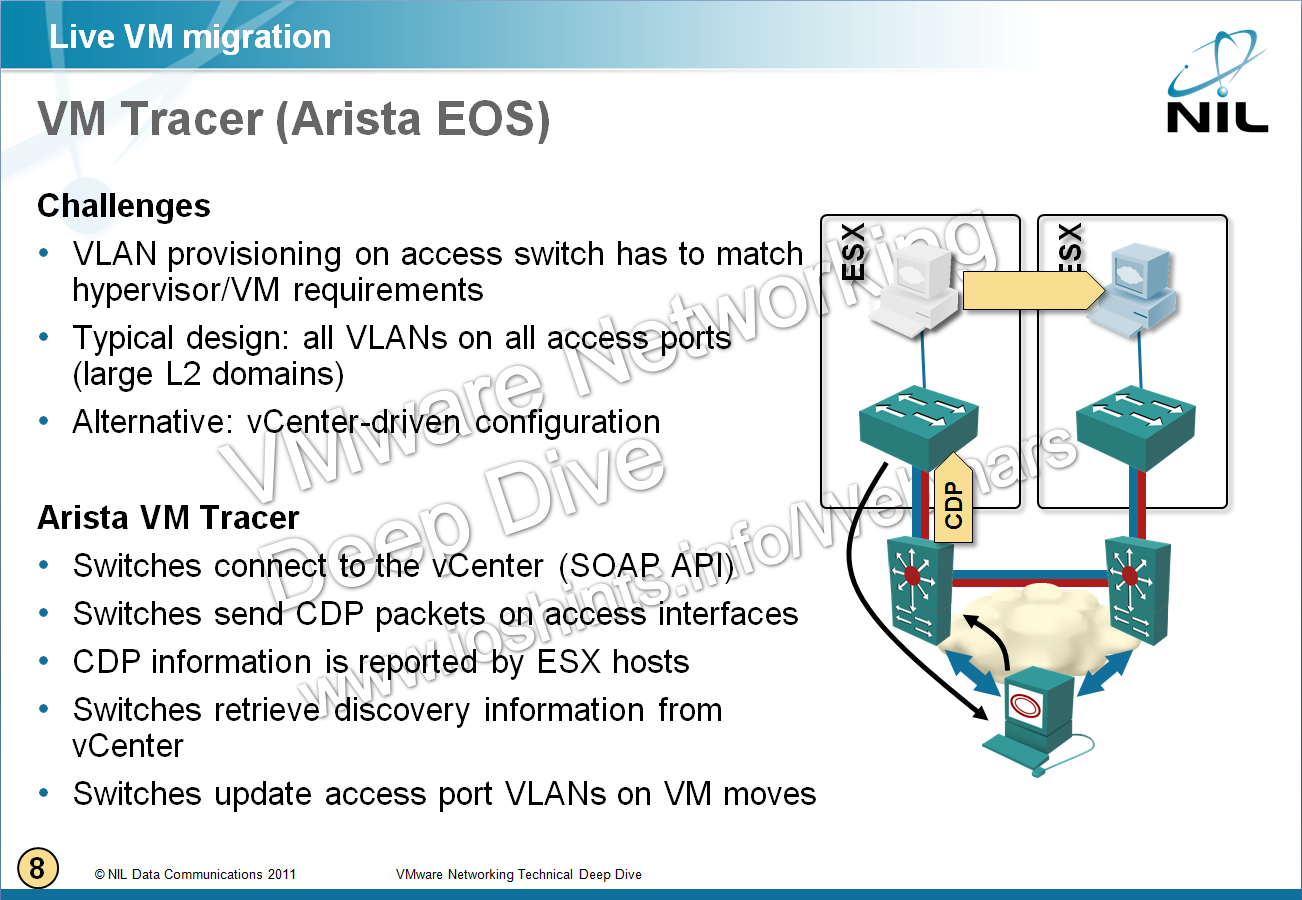 Live VM migration
NIL
VM Tracer (Arista EOS)
Challenges
• VLAN provisioning on access switch has to match
hypervisor/VM requirements
• Typical design: all VLANs on all access ports
(large L2 domains)
• Alternative: vCenter-driven configuration
Arista VM Tracer
• Switches connect to the vCenter (SOAP API)
• Switches send CDP packets on access interfaces
• CDP information is reported by ESX hosts
• Switches retrieve discovery information from
vCenter
• Switches update access port VLANs on VM moves
ESX
ESX
CDP
VMware Networking
Deep Dive
www.ioshints.info/Webinars
8
© NIL Data Communications 2011
VMware Networking Technical Deep Dive